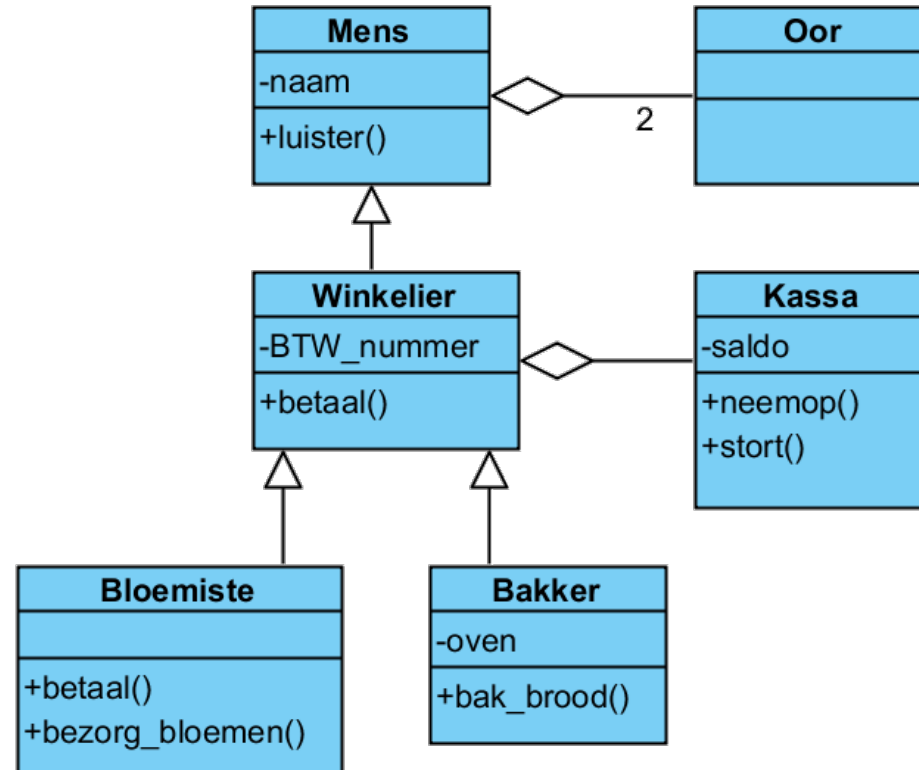 Mens
-naam
+luister()
Oor
2
Winkelier
-BTW_nummer
+betaal()
Kassa
-saldo
+neemop()
+stort()
Bloemiste
+betaal()
+bezorg_bloemen()
Bakker
-oven
+bak_brood()